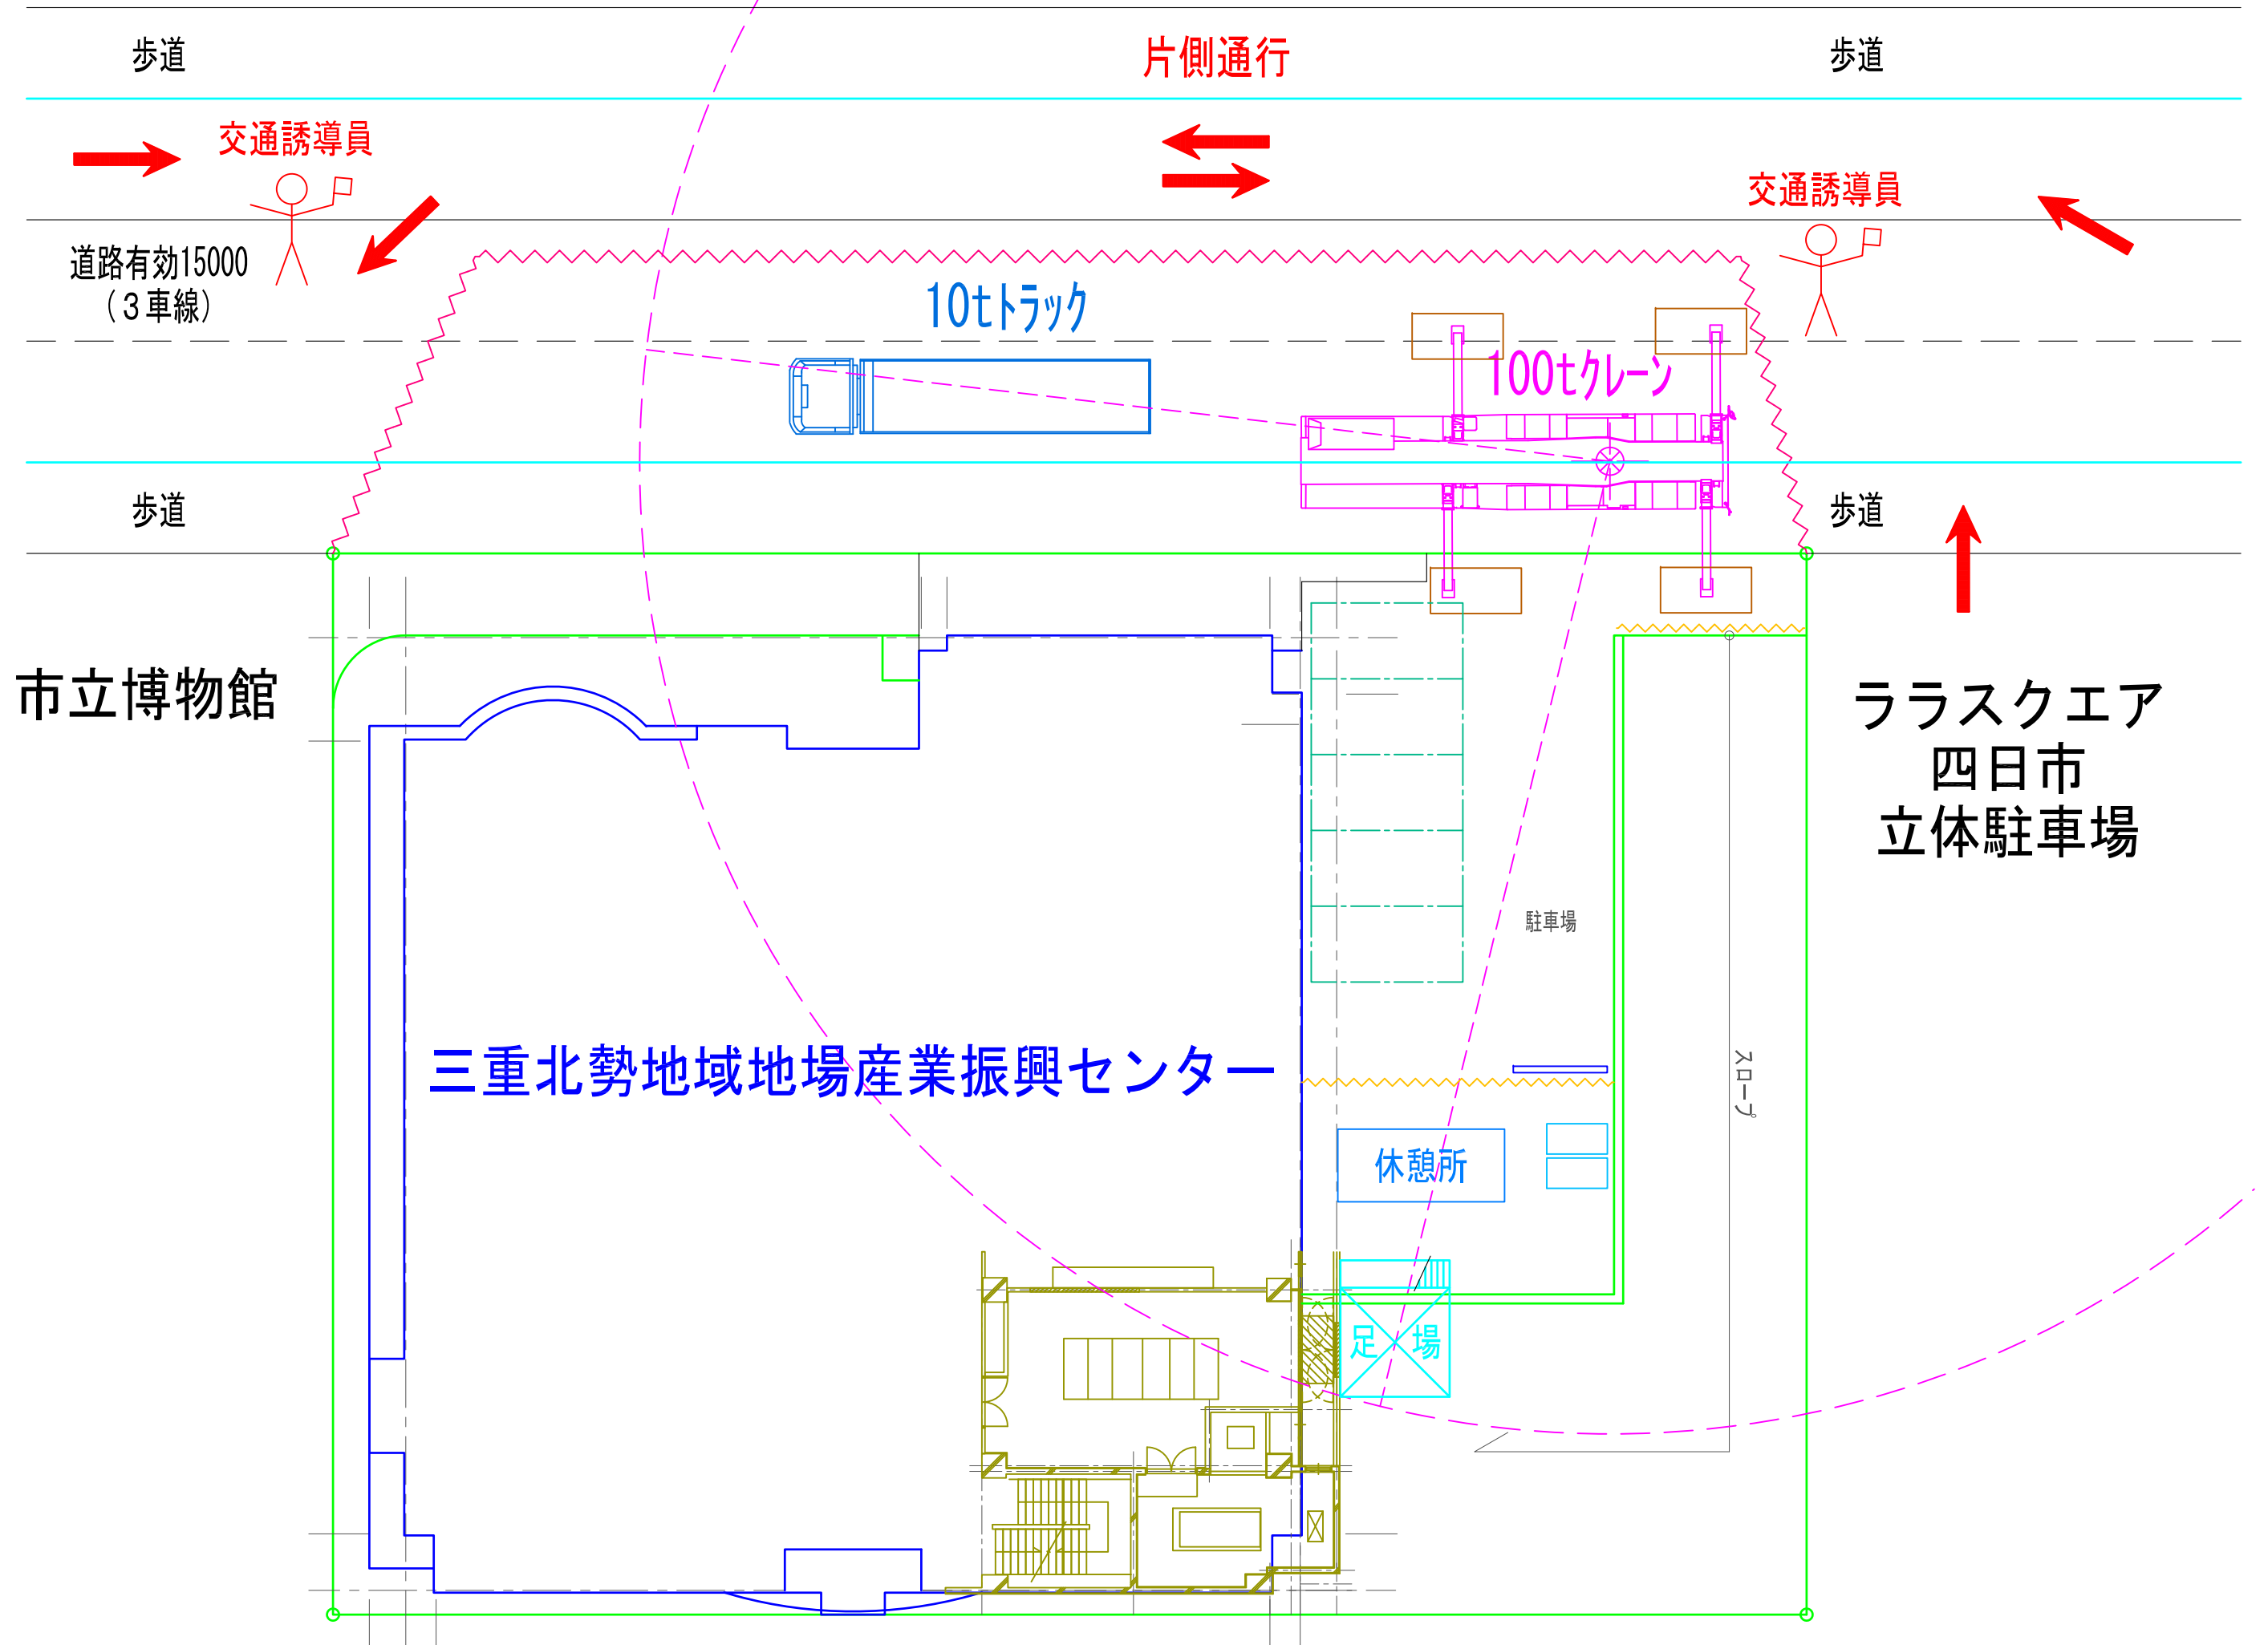 歩道
片側通行
歩道
交通誘導員
交通誘導員
道路有効15000
（３車線）
10tトラック
100tクレーン
歩道
歩道
市立博物館
ララスクエア
四日市
立体駐車場
駐車場
三重北勢地域地場産業振興センター
スロープ
休憩所
足場